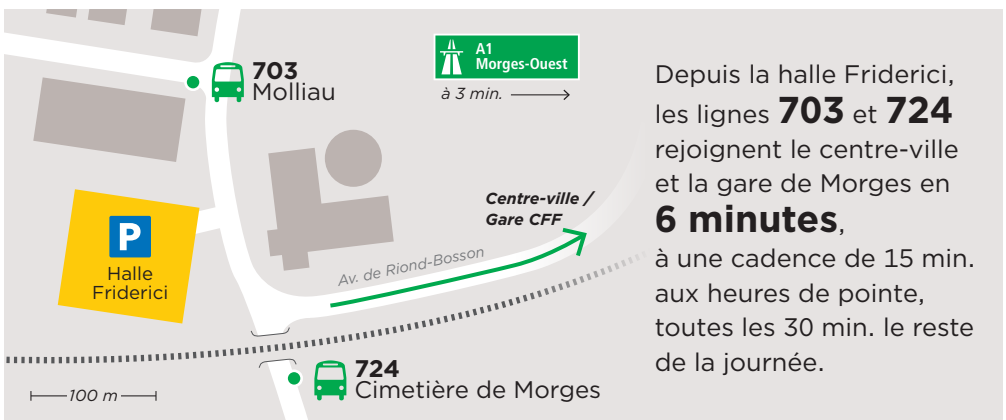 703
Molliau
A1
Morges-Ouest
à 3 min.
P
Halle
Friderici
Centre-ville /
Gare CFF
Av. de Riond-Bosson
724
Cimetière de Morges
100 m
Depuis la halle Friderici,
les lignes 703 et 724
rejoignent le centre-ville
et la gare de Morges en
6 minutes,
à une cadence de 15 min.
aux heures de pointe,
toutes les 30 min. le reste
de la journée.